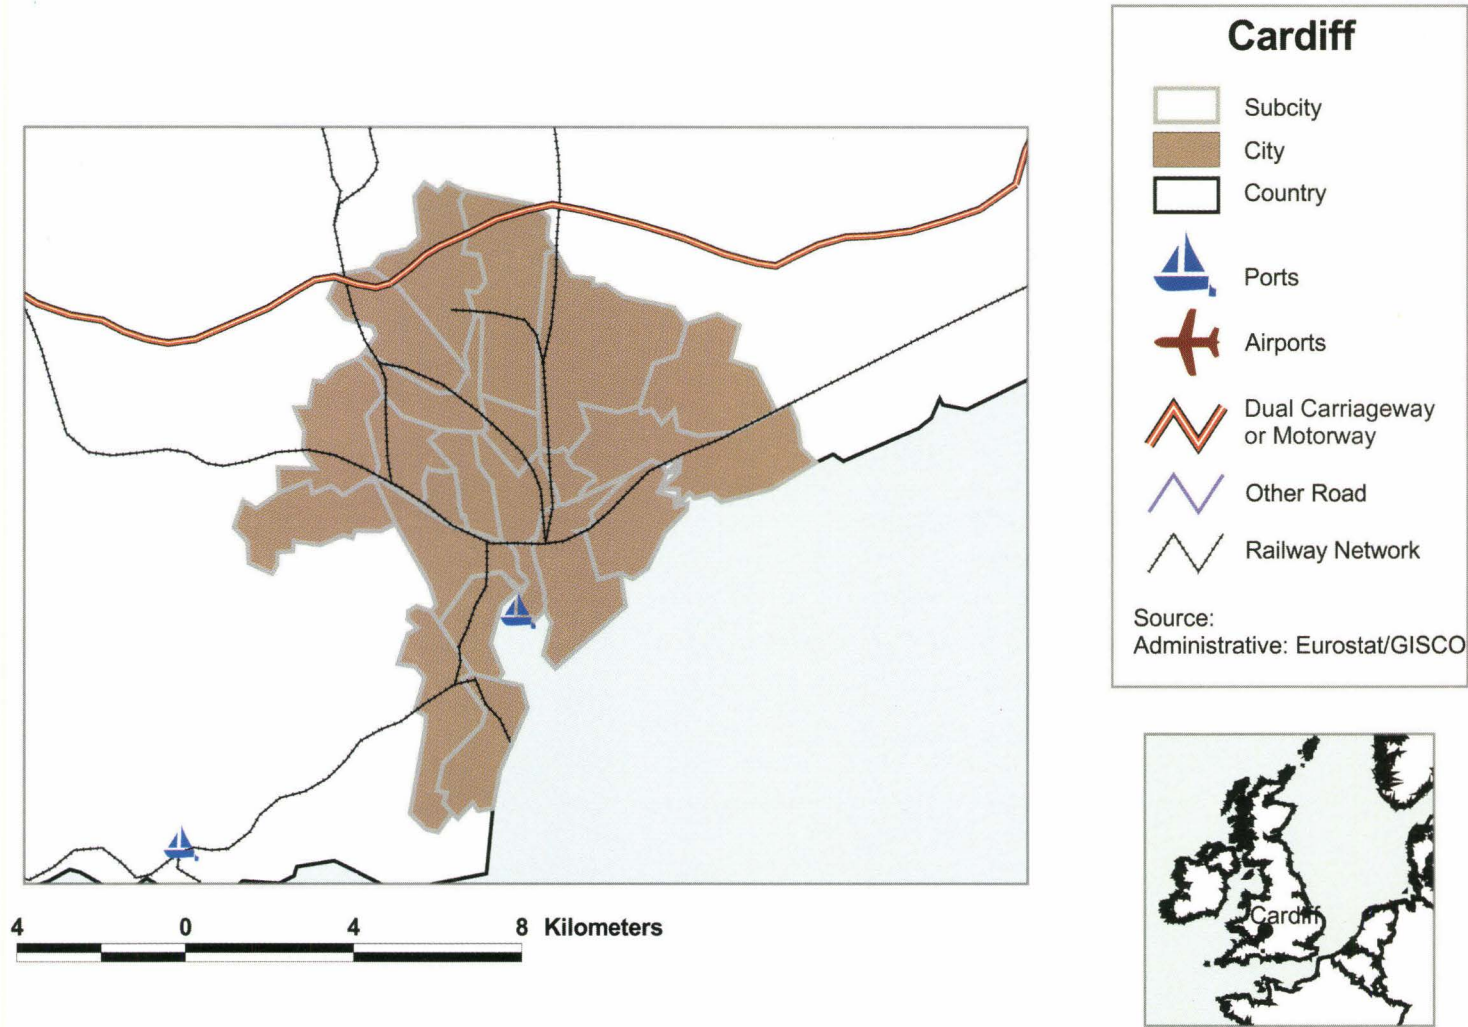 Cardiff
Subcity
City
Country
Ports
Airports
Dual Carriageway
or Motorway
Other Road
Railway Network
Source:
Administrative: Eurostat/GISCO
4 0 4 8 Kilometers
Cardiff